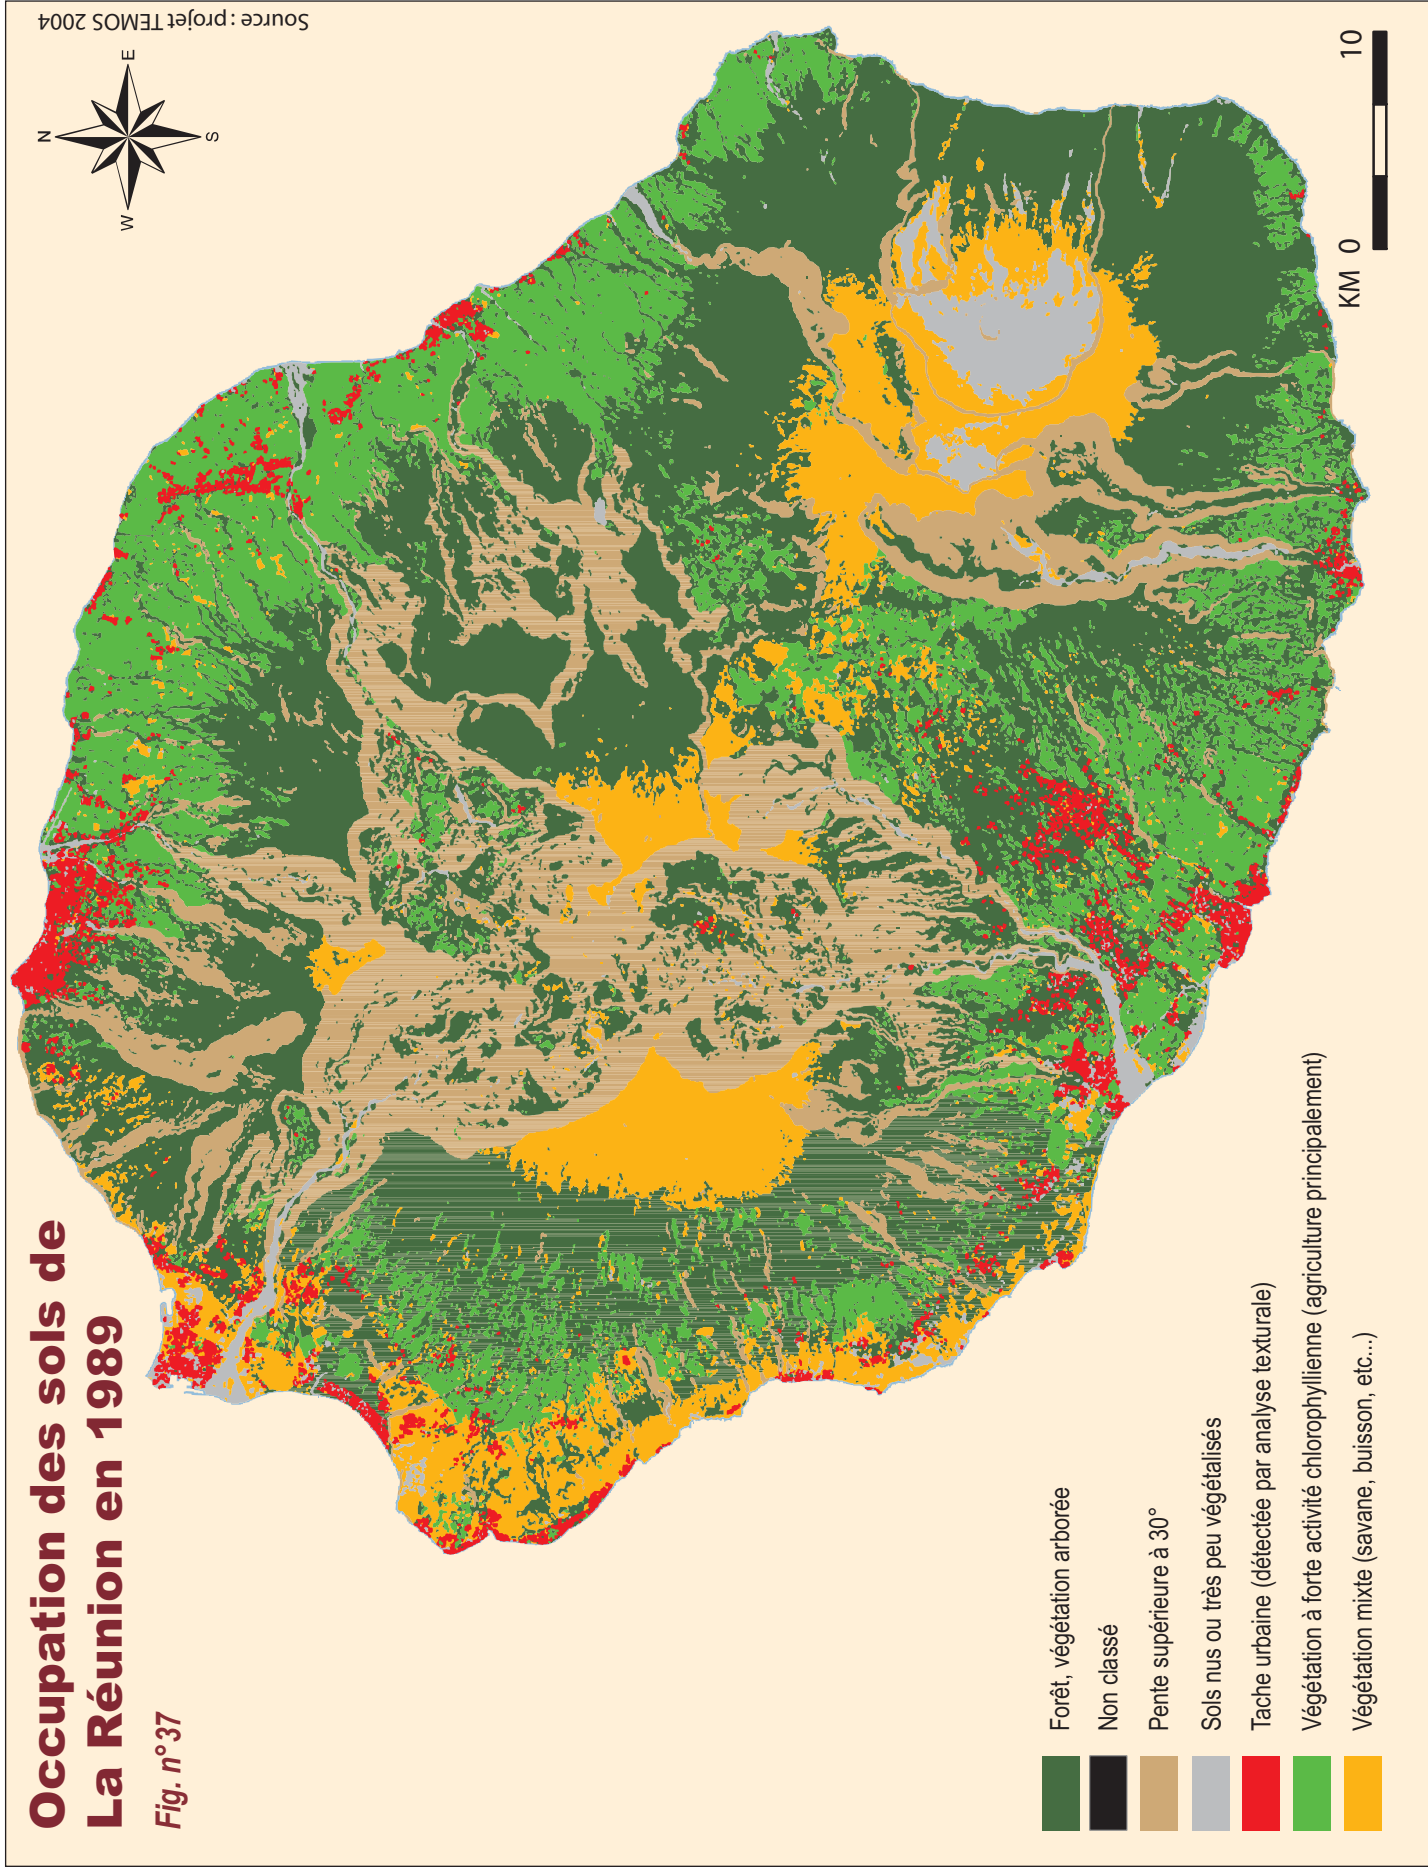 Occupation des sols de
La Réunion en 1989
Fig. n°37
N
W
E
S
Source : projet TEMOS 2004
Forêt, végétation arborée
Non classé
Pente supérieure à 30°
Sols nus ou très peu végétalisés
Tache urbaine (détectée par analyse texturale)
Végétation à forte activité chlorophyllienne (agriculture principalement)
Végétation mixte (savane, buisson, etc...)
KM 0 10